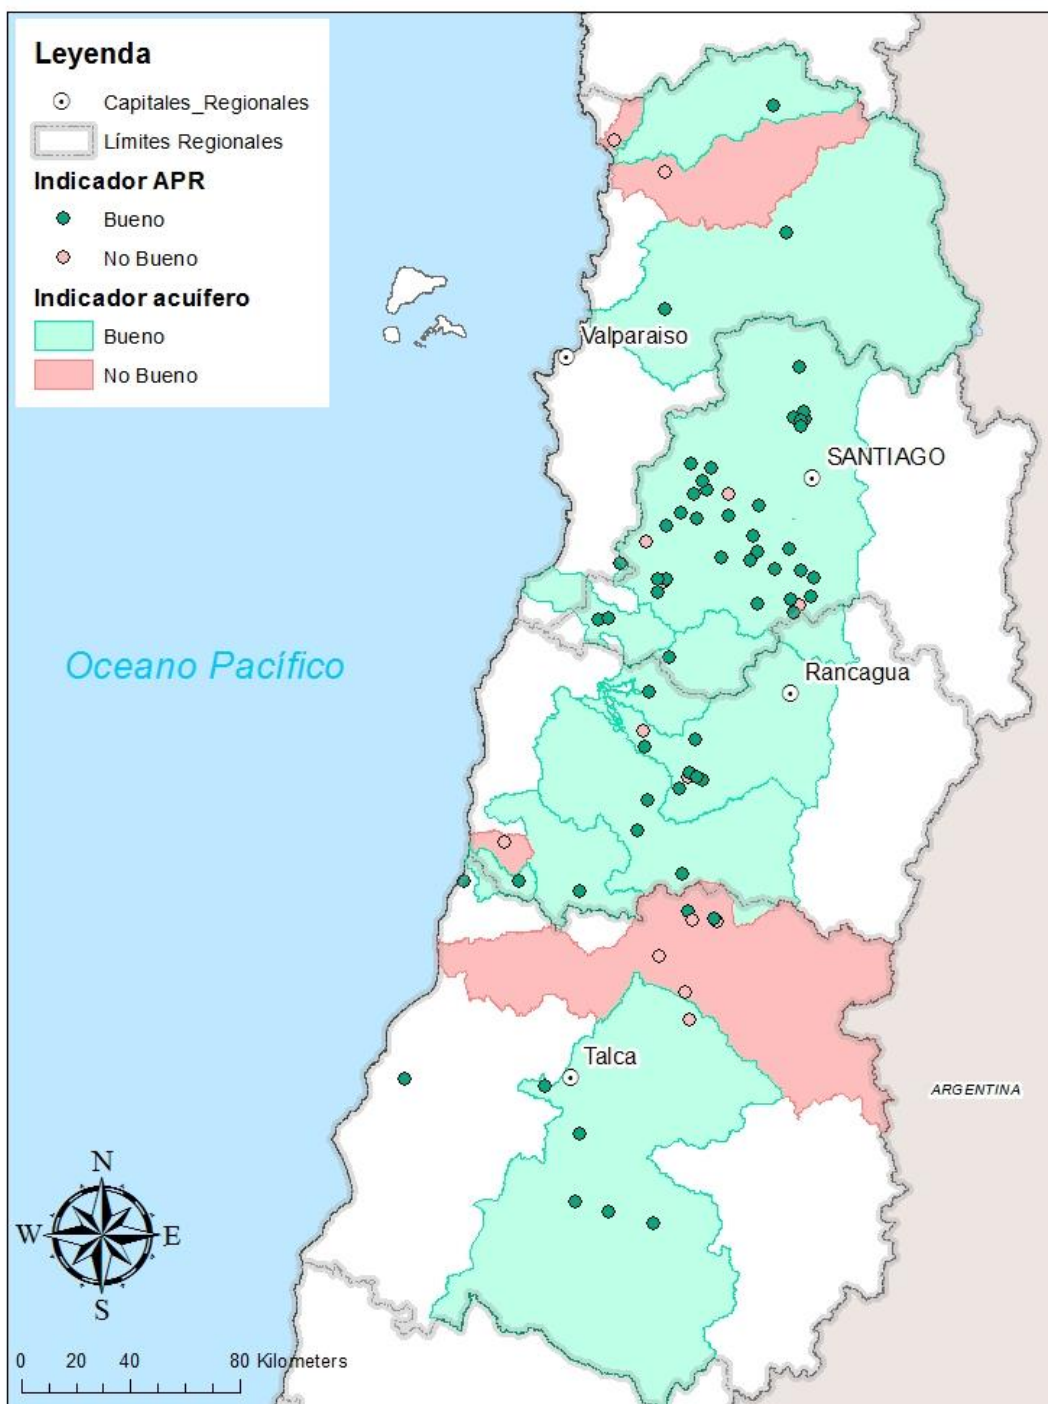 Leyenda
Capitales_Regionales
Límites Regionales
Indicador APR
Bueno
No Bueno
Indicador acuífero
Bueno
No Bueno
Valparaiso
SANTIAGO
Oceano Pacífico
Rancagua
Talca
ARGENTINA
N
W E
S
0 20 40 80 Kilometers